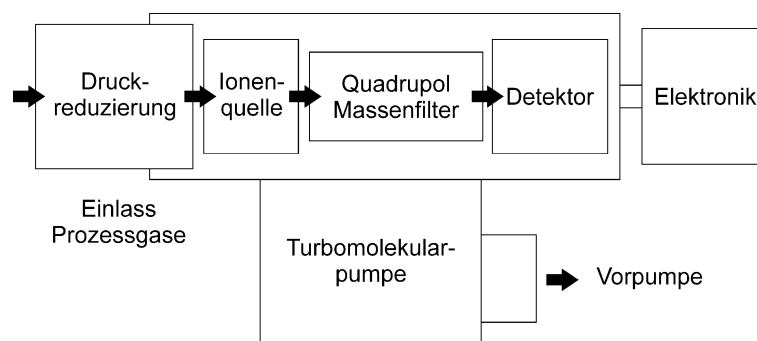 Druck-
reduzierung
Ionen-
quelle
Quadrupol
Massenfilter
Detektor
Elektronik
Einlass
Prozessgase
Turbomolekular-
pumpe
Vorpumpe